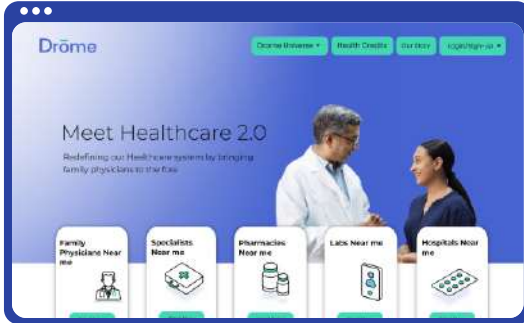 Drōme
Drome Universe
Health Credits
Our Story
Login/Sign-up
Meet Healthcare 2.0
Redefining our Healthcare system by bringing
family physicians to the fore
Family
Physicians Near
me
Specialists
Near me
Pharmacies
Near me
Labs Near me
Hospitals Near
me